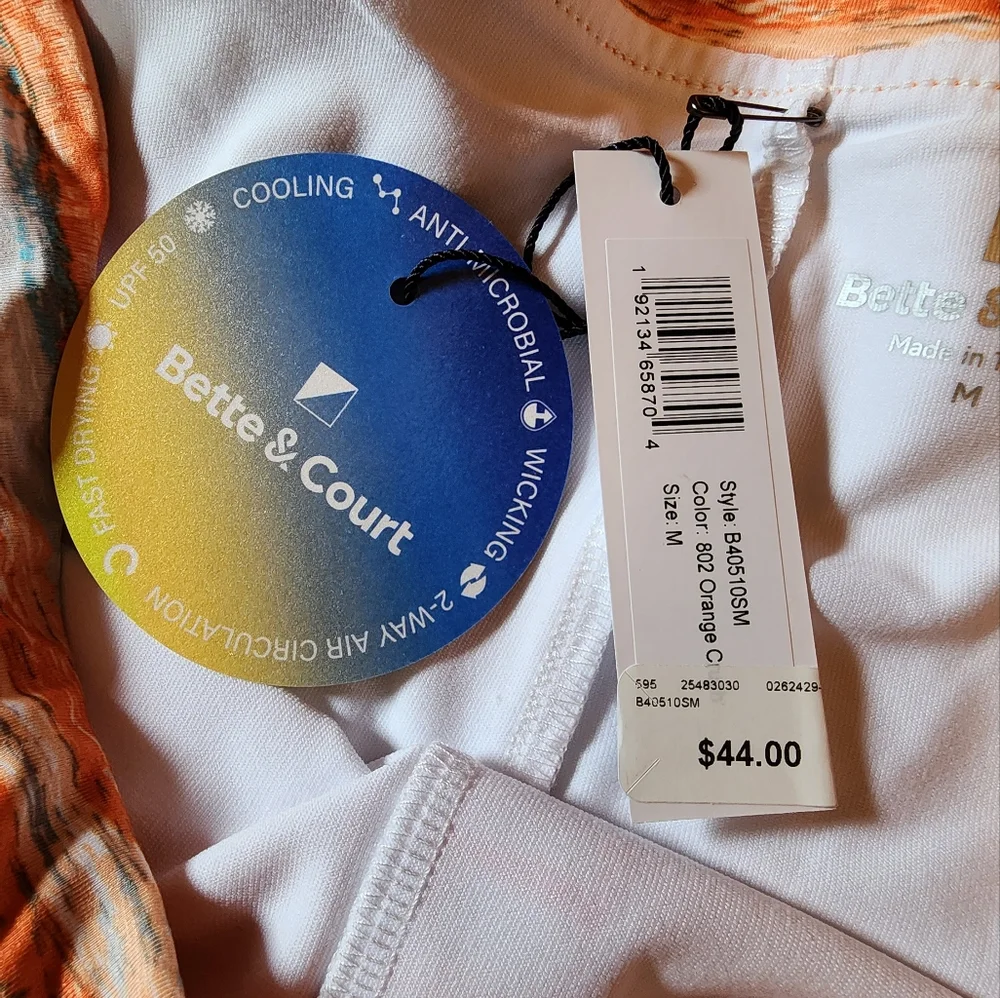 COOLING
ANTI-MICROBIAL
WICKING
2-WAY AIR CIRCULATION
FAST DRYING
UPF 50
Bette & Court
1 92134 65870 4
Style: B40510SM
Color: 802 Orange
Size: M
595 25483030 0262429-
B40510SM
$44.00
Bette &
Made in
M